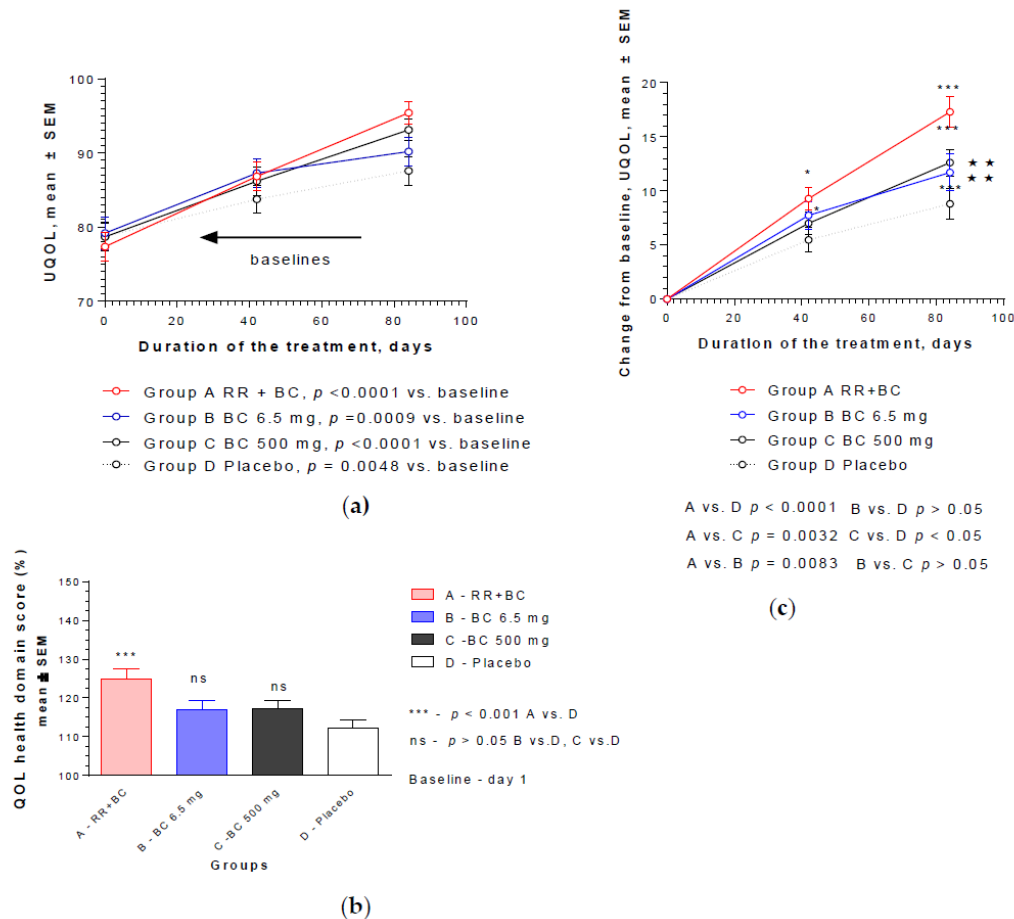 UQOL, mean ± SEM
100
90
80
70
baselines
0 20 40 60 80 100
Duration of the treatment, days
Group A RR + BC, p <0.0001 vs. baseline
Group B BC 6.5 mg, p =0.0009 vs. baseline
Group C BC 500 mg, p <0.0001 vs. baseline
Group D Placebo, p = 0.0048 vs. baseline
(a)
Change from baseline, UQOL, mean ± SEM
20
15
10
5
0
***
***
★ ★
★ ★
***
*
*
0 20 40 60 80 100
Duration of the treatment, days
Group A RR+BC
Group B BC 6.5 mg
Group C BC 500 mg
Group D Placebo
A vs. D p < 0.0001 B vs. D p > 0.05
A vs. C p = 0.0032 C vs. D p < 0.05
A vs. B p = 0.0083 B vs. C p > 0.05
(c)
QOL health domain score (%)
mean SEM
150
140
130
120
110
100
***
ns
ns
A - RR+BC
B - BC 6.5 mg
C -BC 500 mg
D - Placebo
Groups
A - RR+BC
B - BC 6.5 mg
C -BC 500 mg
D - Placebo
*** - p < 0.001 A vs. D
ns - p > 0.05 B vs.D, C vs.D
Baseline - day 1
(b)